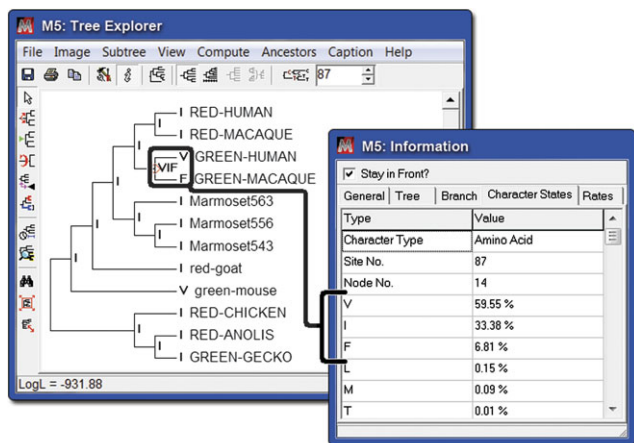 M5: Tree Explorer
File Image Subtree View Compute Ancestors Caption Help
87
I RED-HUMAN
I
I RED-MACAQUE
I
V GREEN-HUMAN
VIF
F GREEN-MACAQUE
I
I Marmoset563
I
I Marmoset556
I
I Marmoset543
I
I red-goat
V green-mouse
I RED-CHICKEN
I
I RED-ANOLIS
I
I GREEN-GECKO
LogL = -931.88
M5: Information
Stay in Front?
General Tree Branch Character States Rates
Type Value
Character Type Amino Acid
Site No. 87
Node No. 14
V 59.55 %
I 33.38 %
F 6.81 %
L 0.15 %
M 0.09 %
T 0.01 %